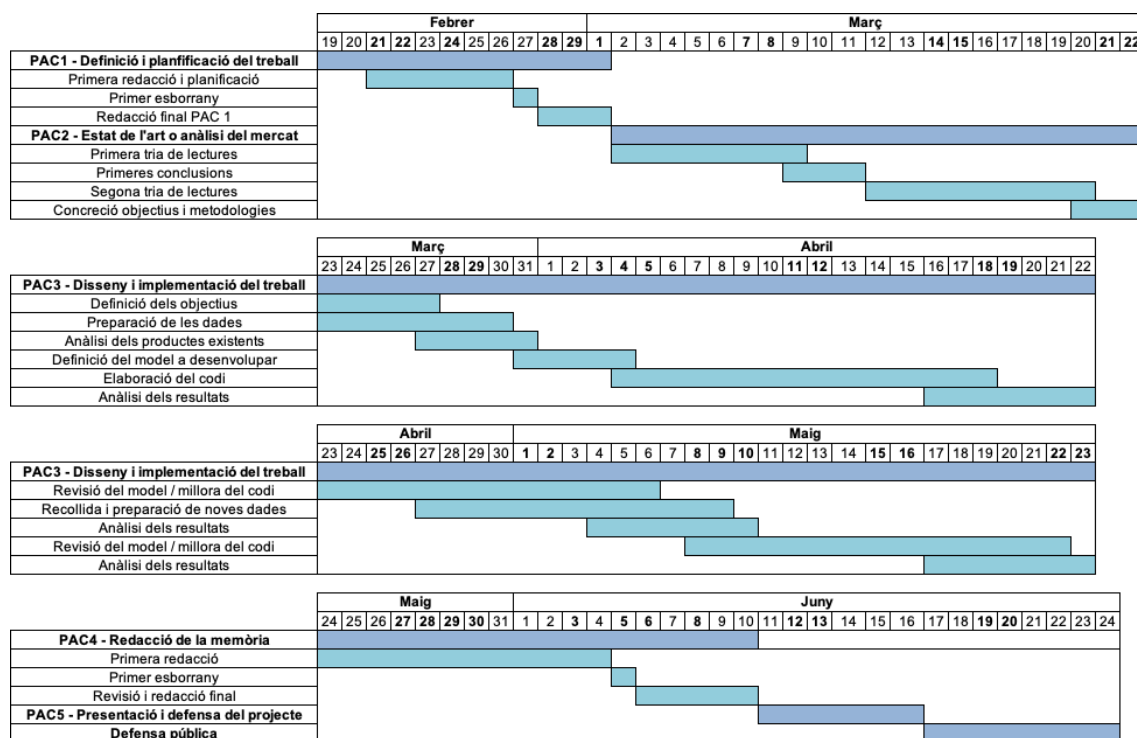 Febrer Març
19 20 21 22 23 24 25 26 27 28 29 1 2 3 4 5 6 7 8 9 10 11 12 13 14 15 16 17 18 19 20 21 22
PAC1 - Definició i planfificació del treball
Primera redacció i planificació
Primer esborrany
Redacció final PAC 1
PAC2 - Estat de l'art o anàlisi del mercat
Primera tria de lectures
Primeres conclusions
Segona tria de lectures
Concreció objectius i metodologies
Març Abril
23 24 25 26 27 28 29 30 31 1 2 3 4 5 6 7 8 9 10 11 12 13 14 15 16 17 18 19 20 21 22
PAC3 - Disseny i implementació del treball
Definició dels objectius
Preparació de les dades
Anàlisi dels productes existents
Definició del model a desenvolupar
Elaboració del codi
Anàlisi dels resultats
Abril Maig
23 24 25 26 27 28 29 30 1 2 3 4 5 6 7 8 9 10 11 12 13 14 15 16 17 18 19 20 21 22 23
PAC3 - Disseny i implementació del treball
Revisió del model / millora del codi
Recollida i preparació de noves dades
Anàlisi dels resultats
Revisió del model / millora del codi
Anàlisi dels resultats
Maig Juny
24 25 26 27 28 29 30 31 1 2 3 4 5 6 7 8 9 10 11 12 13 14 15 16 17 18 19 20 21 22 23 24
PAC4 - Redacció de la memòria
Primera redacció
Primer esborrany
Revisió i redacció final
PAC5 - Presentació i defensa del projecte
Defensa pública